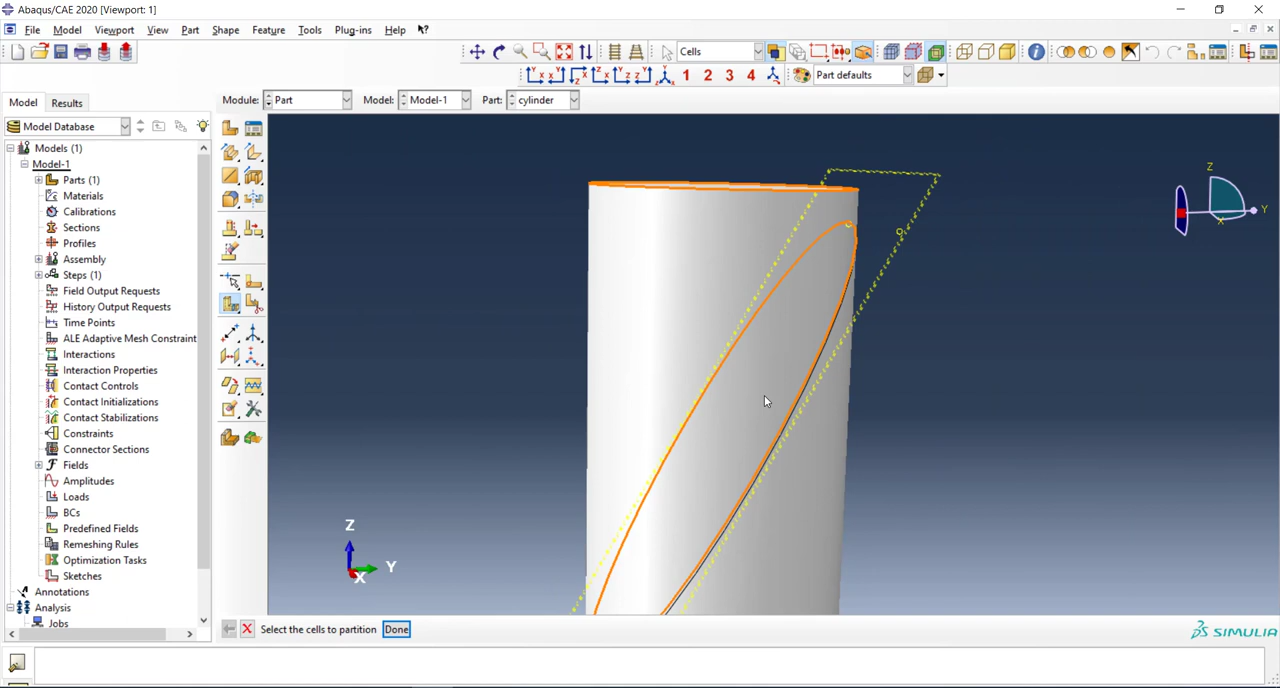 Abaqus/CAE 2020 [Viewport: 1]
File Model Viewport View Part Shape Feature Tools Plug-ins Help
Cells
1 2 3 4 Part defaults
Model Results Module: Part Model: Model-1 Part: cylinder
Model Database
Models (1)
Model-1
Parts (1)
Materials
Calibrations
Sections
Profiles
Assembly
Steps (1)
Field Output Requests
History Output Requests
Time Points
ALE Adaptive Mesh Constraint
Interactions
Interaction Properties
Contact Controls
Contact Initializations
Contact Stabilizations
Constraints
Connector Sections
Fields
Amplitudes
Loads
BCs
Predefined Fields
Remeshing Rules
Optimization Tasks
Sketches
Annotations
Analysis
Jobs
Z
Y
X
Z
Y
X
Select the cells to partition Done
SIMULIA